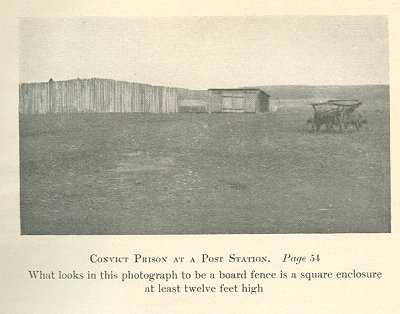 Convict Prison at a Post Station. Page 54
What looks in this photograph to be a board fence is a square enclosure
at least twelve feet high